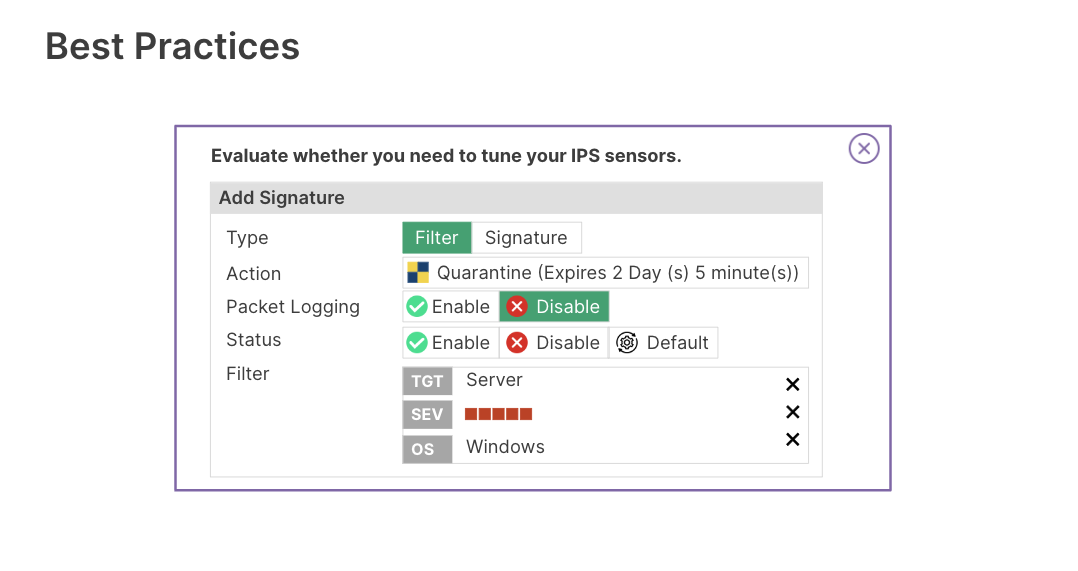 Best Practices
Evaluate whether you need to tune your IPS sensors.
Add Signature
Type Filter Signature
Action Quarantine (Expires 2 Day (s) 5 minute(s))
Packet Logging Enable Disable
Status Enable Disable Default
Filter TGT Server
SEV
OS Windows